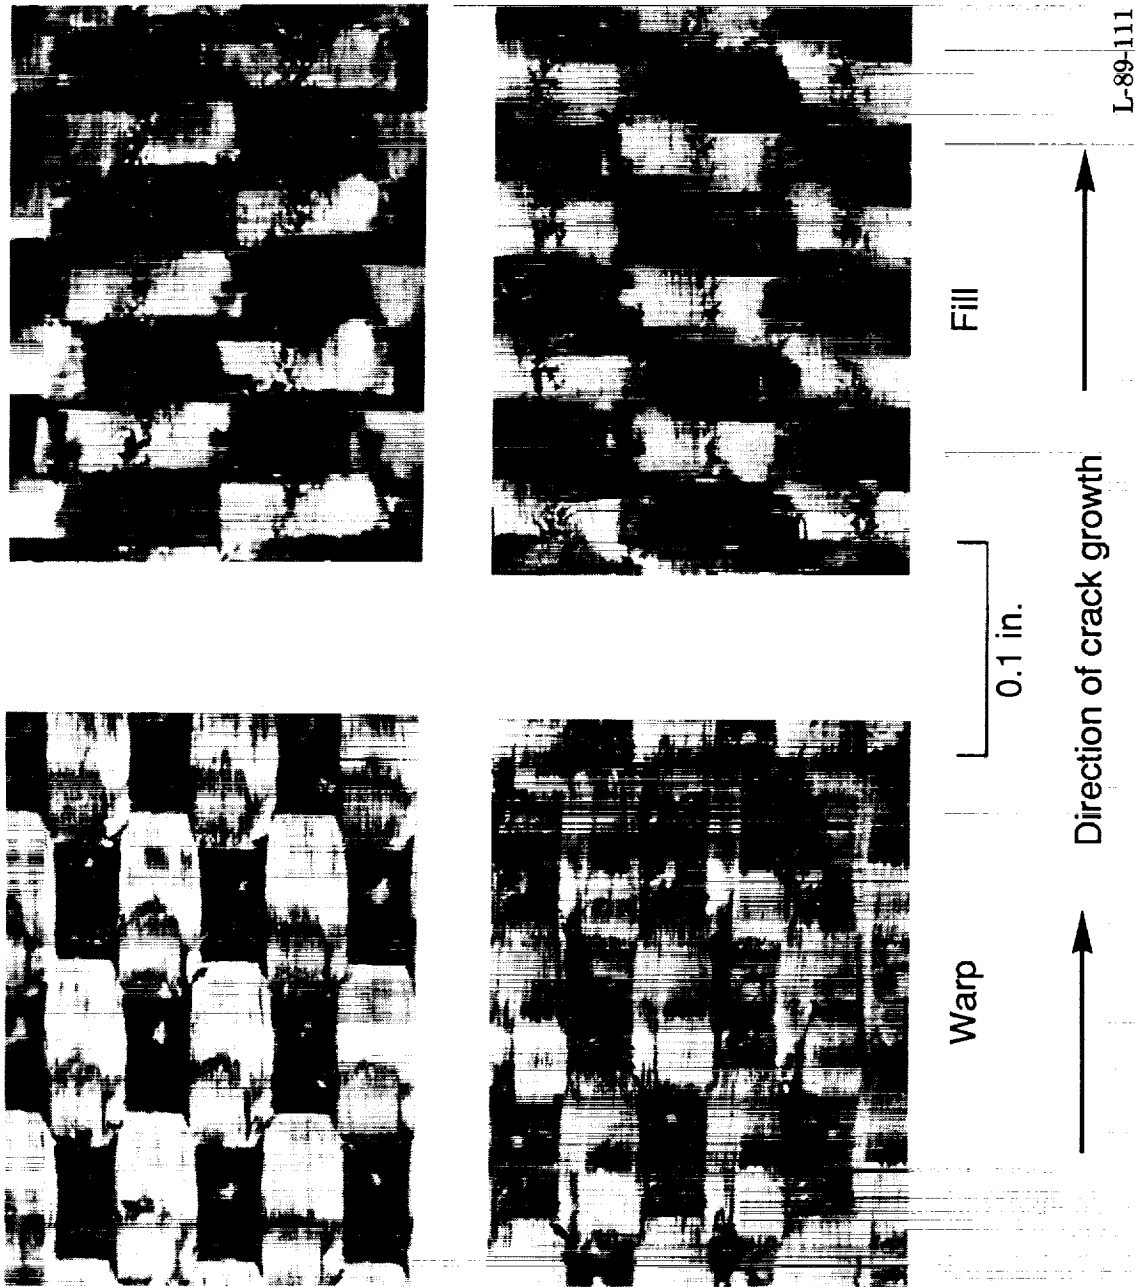 Warp
Fill
0.1 in.
Direction of crack growth
L-89-111